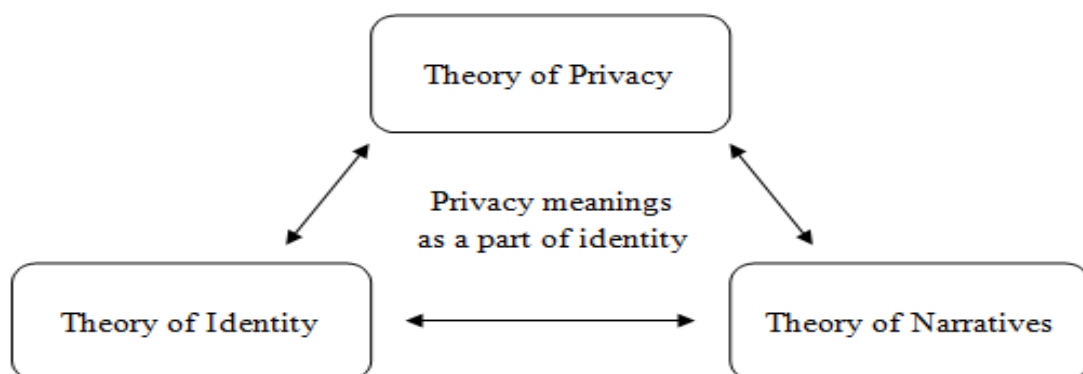 Theory of Privacy
Privacy meanings
as a part of identity
Theory of Identity
Theory of Narratives